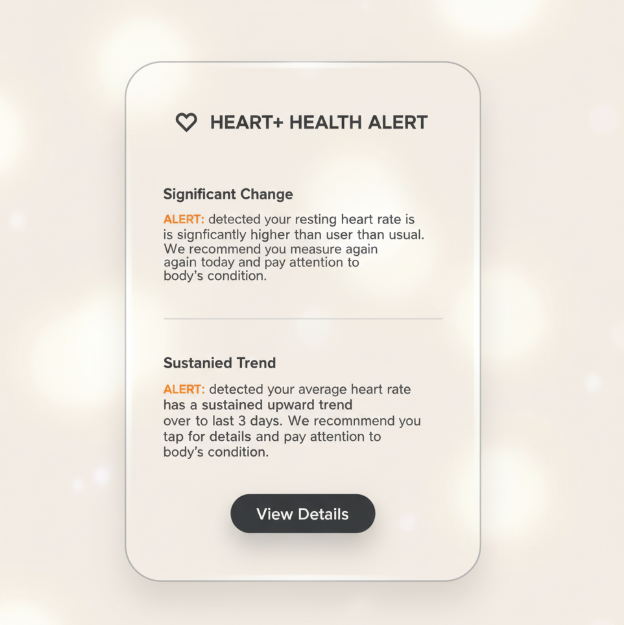 HEART+ HEALTH ALERT
Significant Change
ALERT: detected your resting heart rate is
is signficantly higher than user than usual.
We recommend you measure again
again today and pay attention to
body's condition.
Sustanied Trend
ALERT: detected your average heart rate
has a sustained upward trend
over to last 3 days. We recomnmend you
tap for details and pay attention to
body's condition.
View Details